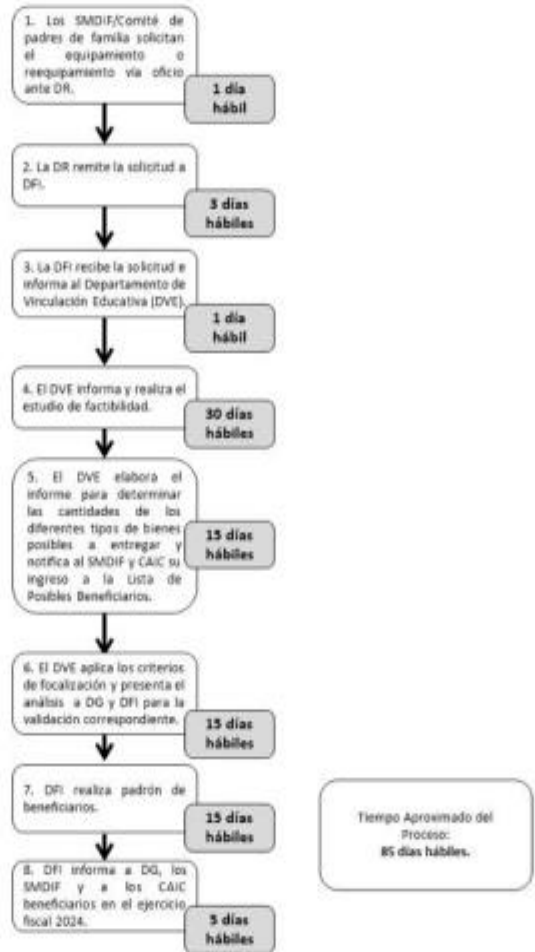 1. Los SMDIF/Comité de
padres de familia solicitan
el equipamiento o
reequipamiento vía oficio
ante DR.
1 día
hábil
2. La DR remite la solicitud a
DFI.
3 días
hábiles
3. La DFI recibe la solicitud e
informa al Departamento de
Vinculación Educativa (DVE).
1 día
hábil
4. El DVE informa y realiza el
estudio de factibilidad.
30 días
hábiles
5. El DVE elabora el
informe para determinar
las cantidades de los
diferentes tipos de bienes
posibles a entregar y
notifica al SMDIF y CAIC su
ingreso a la Lista de
Posibles Beneficiarios.
15 días
hábiles
6. El DVE aplica los criterios
de focalización y presenta el
análisis a DG y DFI para la
validación correspondiente.
15 días
hábiles
7. DFI realiza padrón de
beneficiarios.
15 días
hábiles
8. DFI informa a DG, los
SMDIF y a los CAIC
beneficiarios en el ejercicio
fiscal 2024.
5 días
hábiles
Tiempo Aproximado del
Proceso:
85 días hábiles.